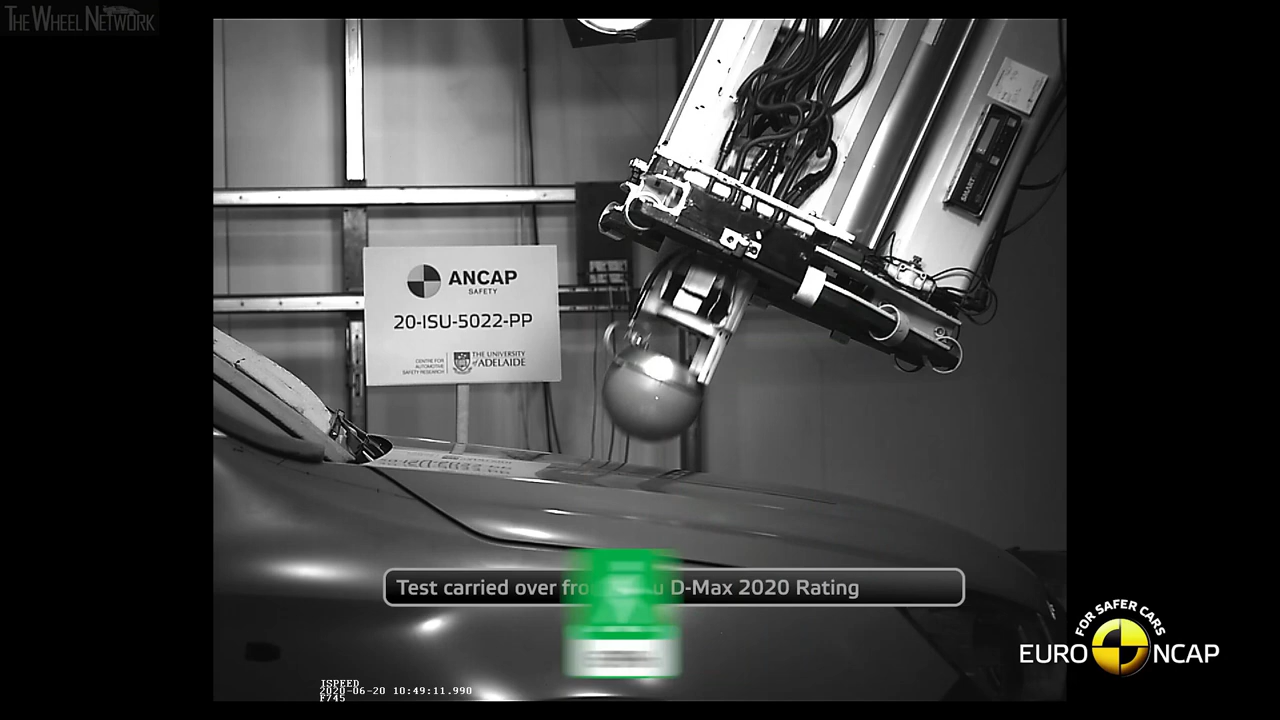 THE WHEEL NETWORK
SMART
ANCAP
SAFETY
20-ISU-5022-PP
CENTRE FOR
AUTOMOTIVE
SAFETY RESEARCH
THE UNIVERSITY
of ADELAIDE
Test carried over fro u D-Max 2020 Rating
FOR SAFER CARS
EURO NCAP
ISPEED
2020-06-20 10:49:11.990
F745